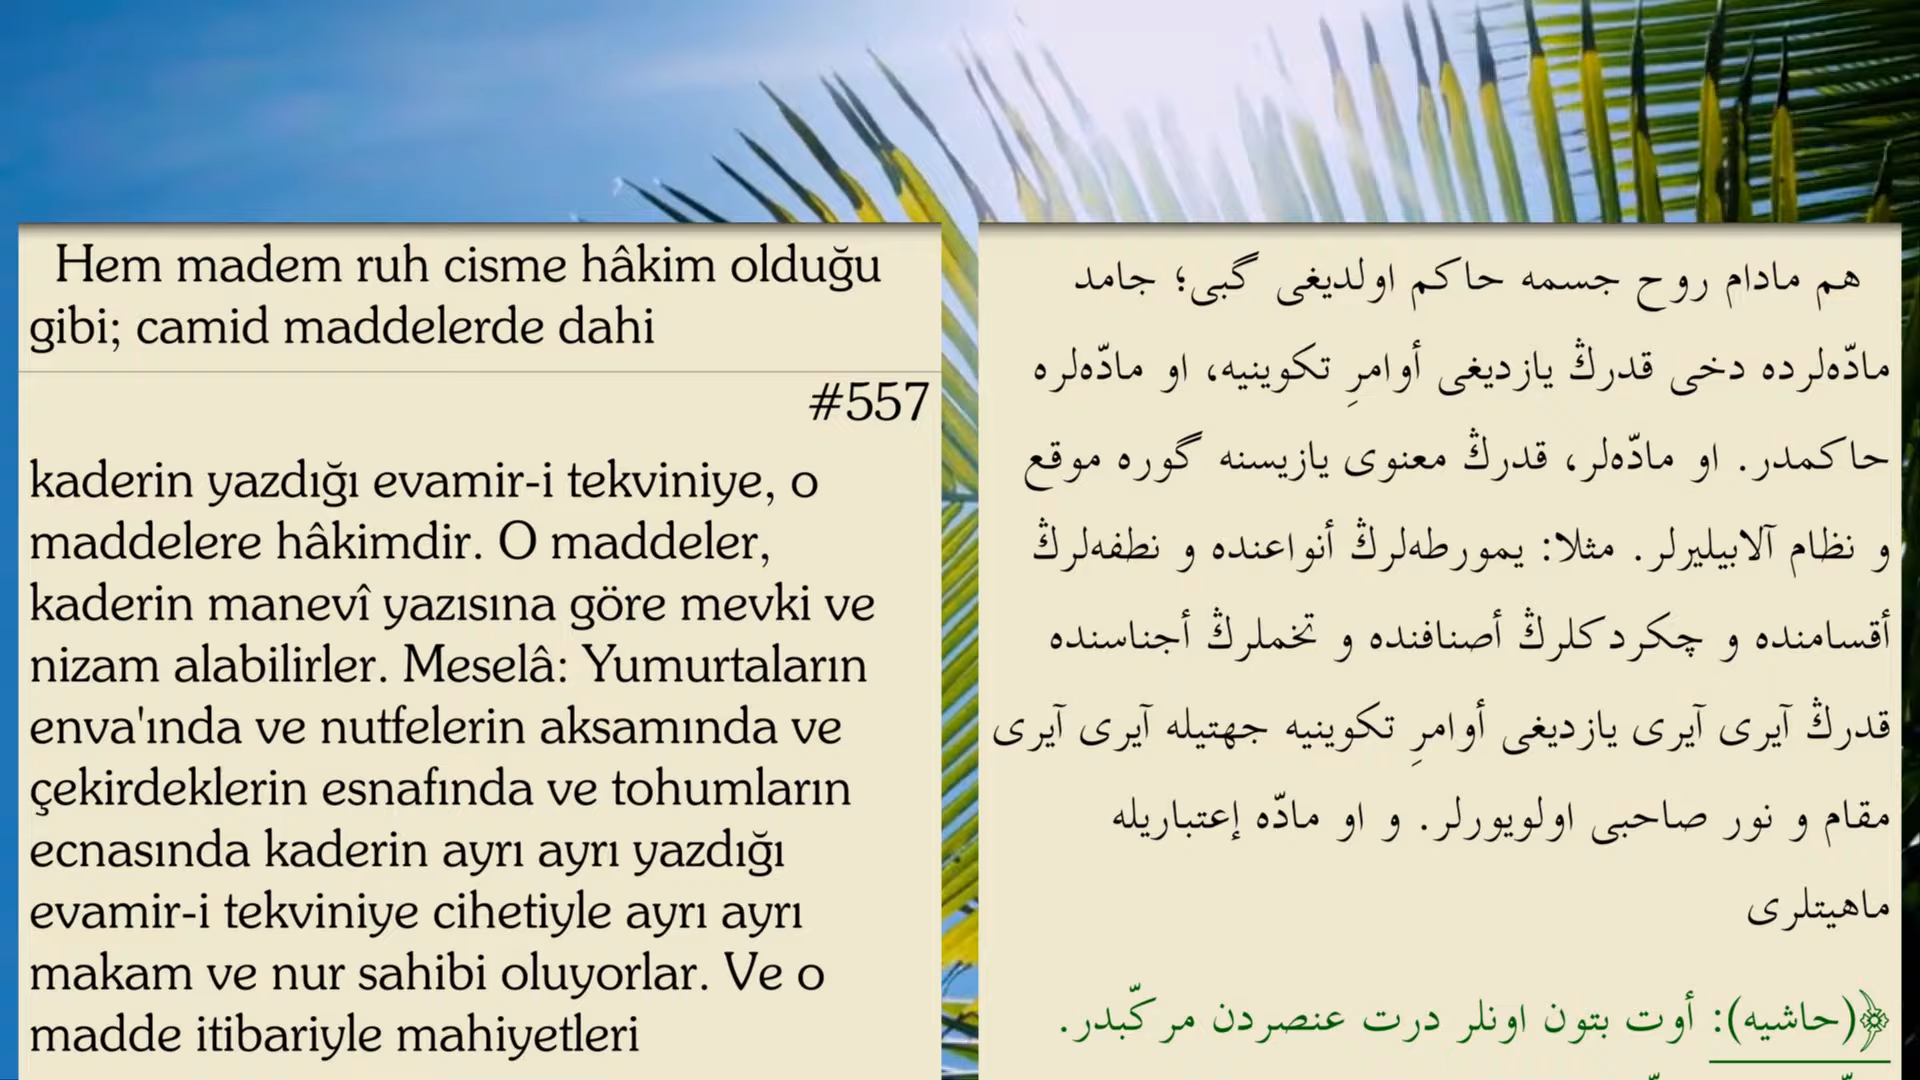 Hem madem ruh cisme hâkim olduğu
gibi; camid maddelerde dahi
#557
kaderin yazdığı evamir-i tekviniye, o
maddelere hâkimdir. O maddeler,
kaderin manevî yazısına göre mevki ve
nizam alabilirler. Meselâ: Yumurtaların
enva'ında ve nutfelerin aksamında ve
çekirdeklerin esnafında ve tohumların
ecnasında kaderin ayrı ayrı yazdığı
evamir-i tekviniye cihetiyle ayrı ayrı
makam ve nur sahibi oluyorlar. Ve o
madde itibariyle mahiyetleri
هم مادام روح جسمه حاكم اولديغى گبى؛ جامد
مادّه‌لرده دخى قدرڭ يازديغى أوامرِ تكوينيه، او مادّه‌لره
حاكمدر. او مادّه‌لر، قدرڭ معنوى يازيسنه گوره موقع
و نظام آلابيليرلر. مثلا: يمورطه‌لرڭ أنواعنده و نطفه‌لرڭ
أقسامنده و چكردكلرڭ أصنافنده و تخملرڭ أجناسنده
قدرڭ آيرى آيرى يازديغى أوامرِ تكوينيه جهتيله آيرى آيرى
مقام و نور صاحبى اولويورلر. و او مادّه إعتباريله
ماهيتلرى
(حاشيه): أوت بتون اونلر درت عنصردن مركّبدر.